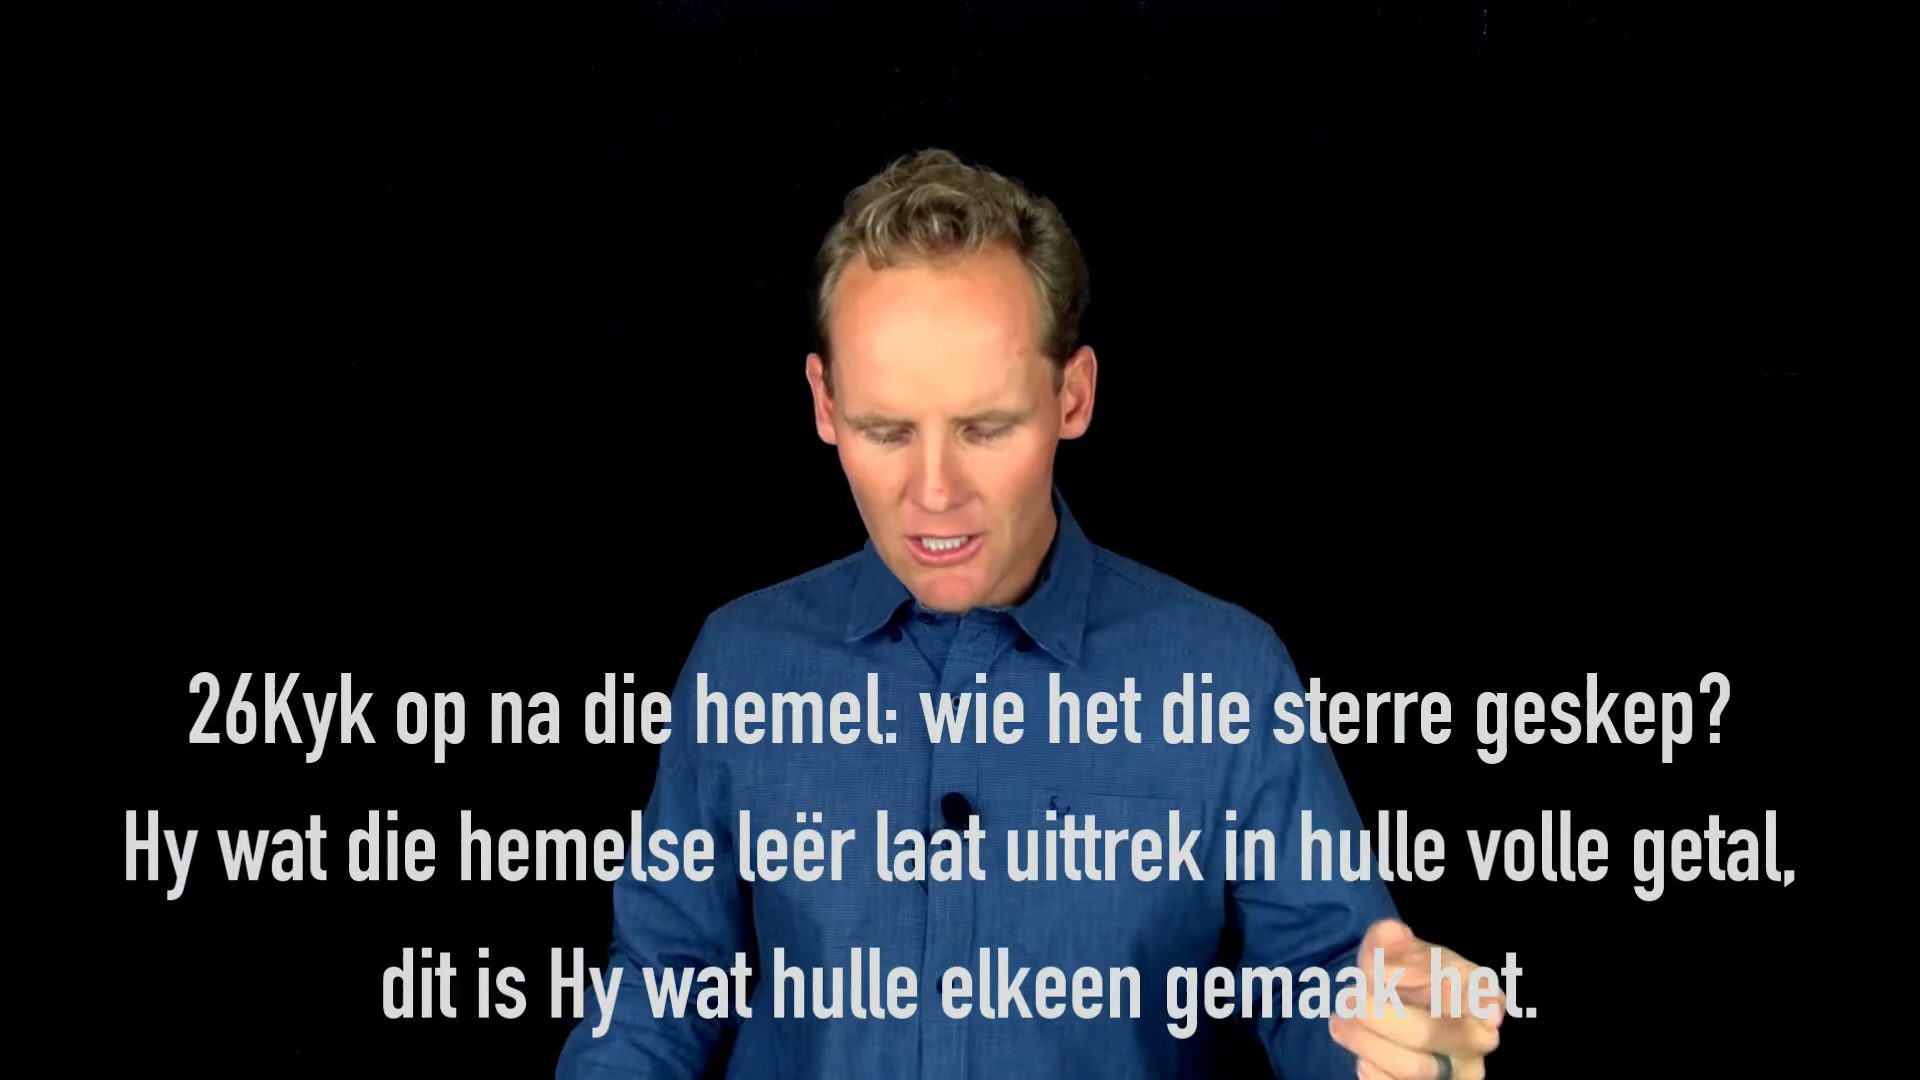 26Kyk op na die hemel: wie het die sterre geskep?
Hy wat die hemelse leër laat uittrek in hulle volle getal,
dit is Hy wat hulle elkeen gemaak het.